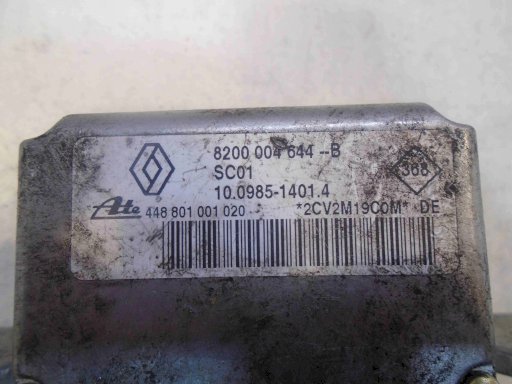 8200 004 644 --B
SC01
368
10.0985-1401.4
Ate 448 801 001 020 *2CV2M19C0M* DE